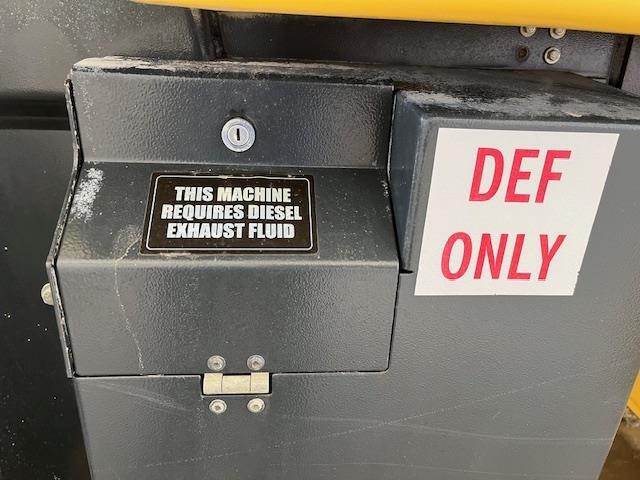 THIS MACHINE
REQUIRES DIESEL
EXHAUST FLUID
DEF
ONLY